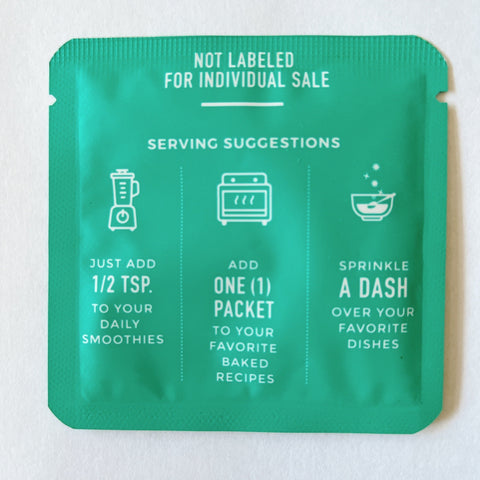 NOT LABELED
FOR INDIVIDUAL SALE
SERVING SUGGESTIONS
JUST ADD
1/2 TSP.
TO YOUR
DAILY
SMOOTHIES
ADD
ONE (1)
PACKET
TO YOUR
FAVORITE
BAKED
RECIPES
SPRINKLE
A DASH
OVER YOUR
FAVORITE
DISHES